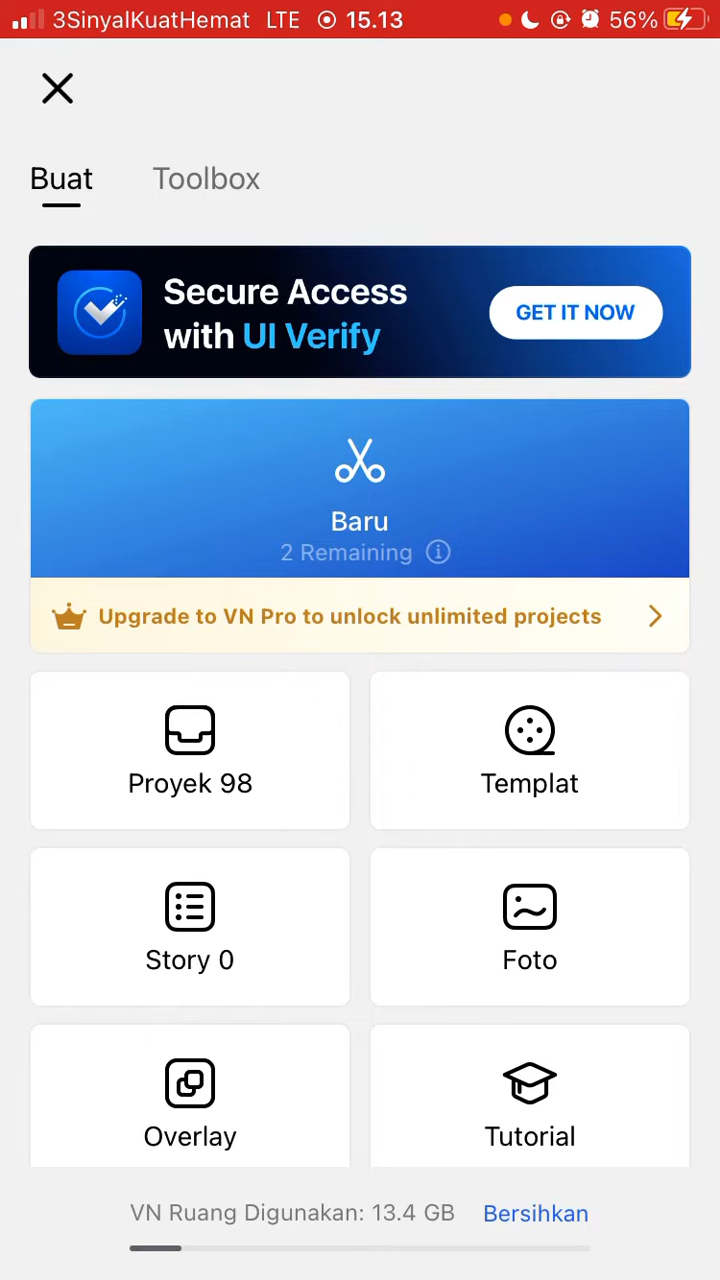 3SinyalKuatHemat LTE 15.13 56%
Buat Toolbox
Secure Access
with UI Verify
GET IT NOW
Baru
2 Remaining
Upgrade to VN Pro to unlock unlimited projects
Proyek 98 Templat
Story 0 Foto
Overlay Tutorial
VN Ruang Digunakan: 13.4 GB Bersihkan